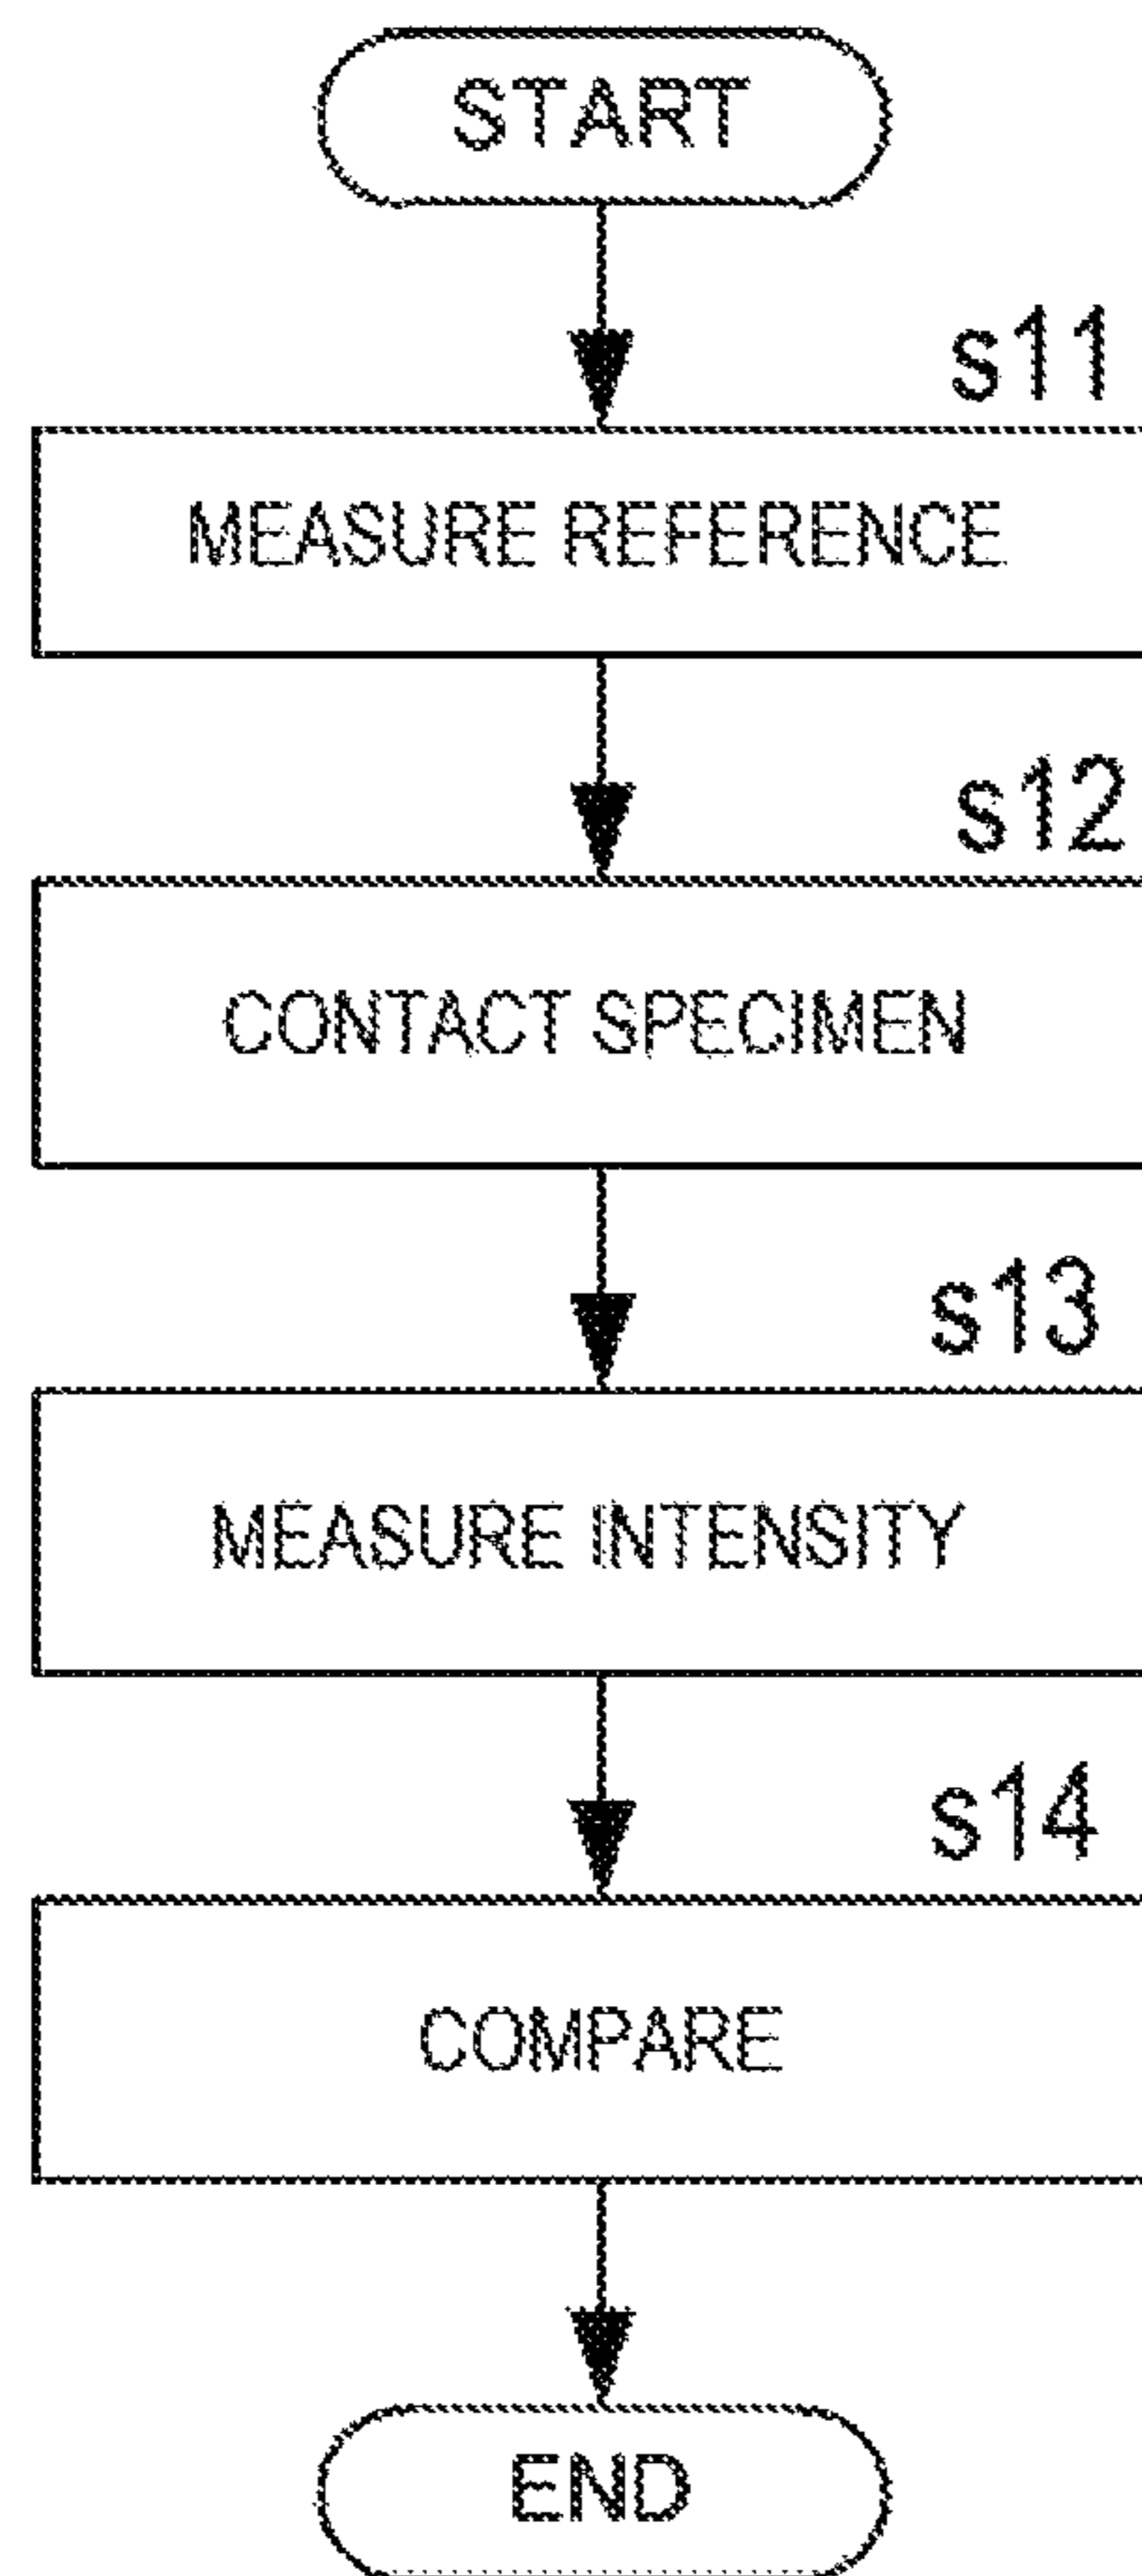 START
s11
MEASURE REFERENCE
s12
CONTACT SPECIMEN
s13
MEASURE INTENSITY
s14
COMPARE
END